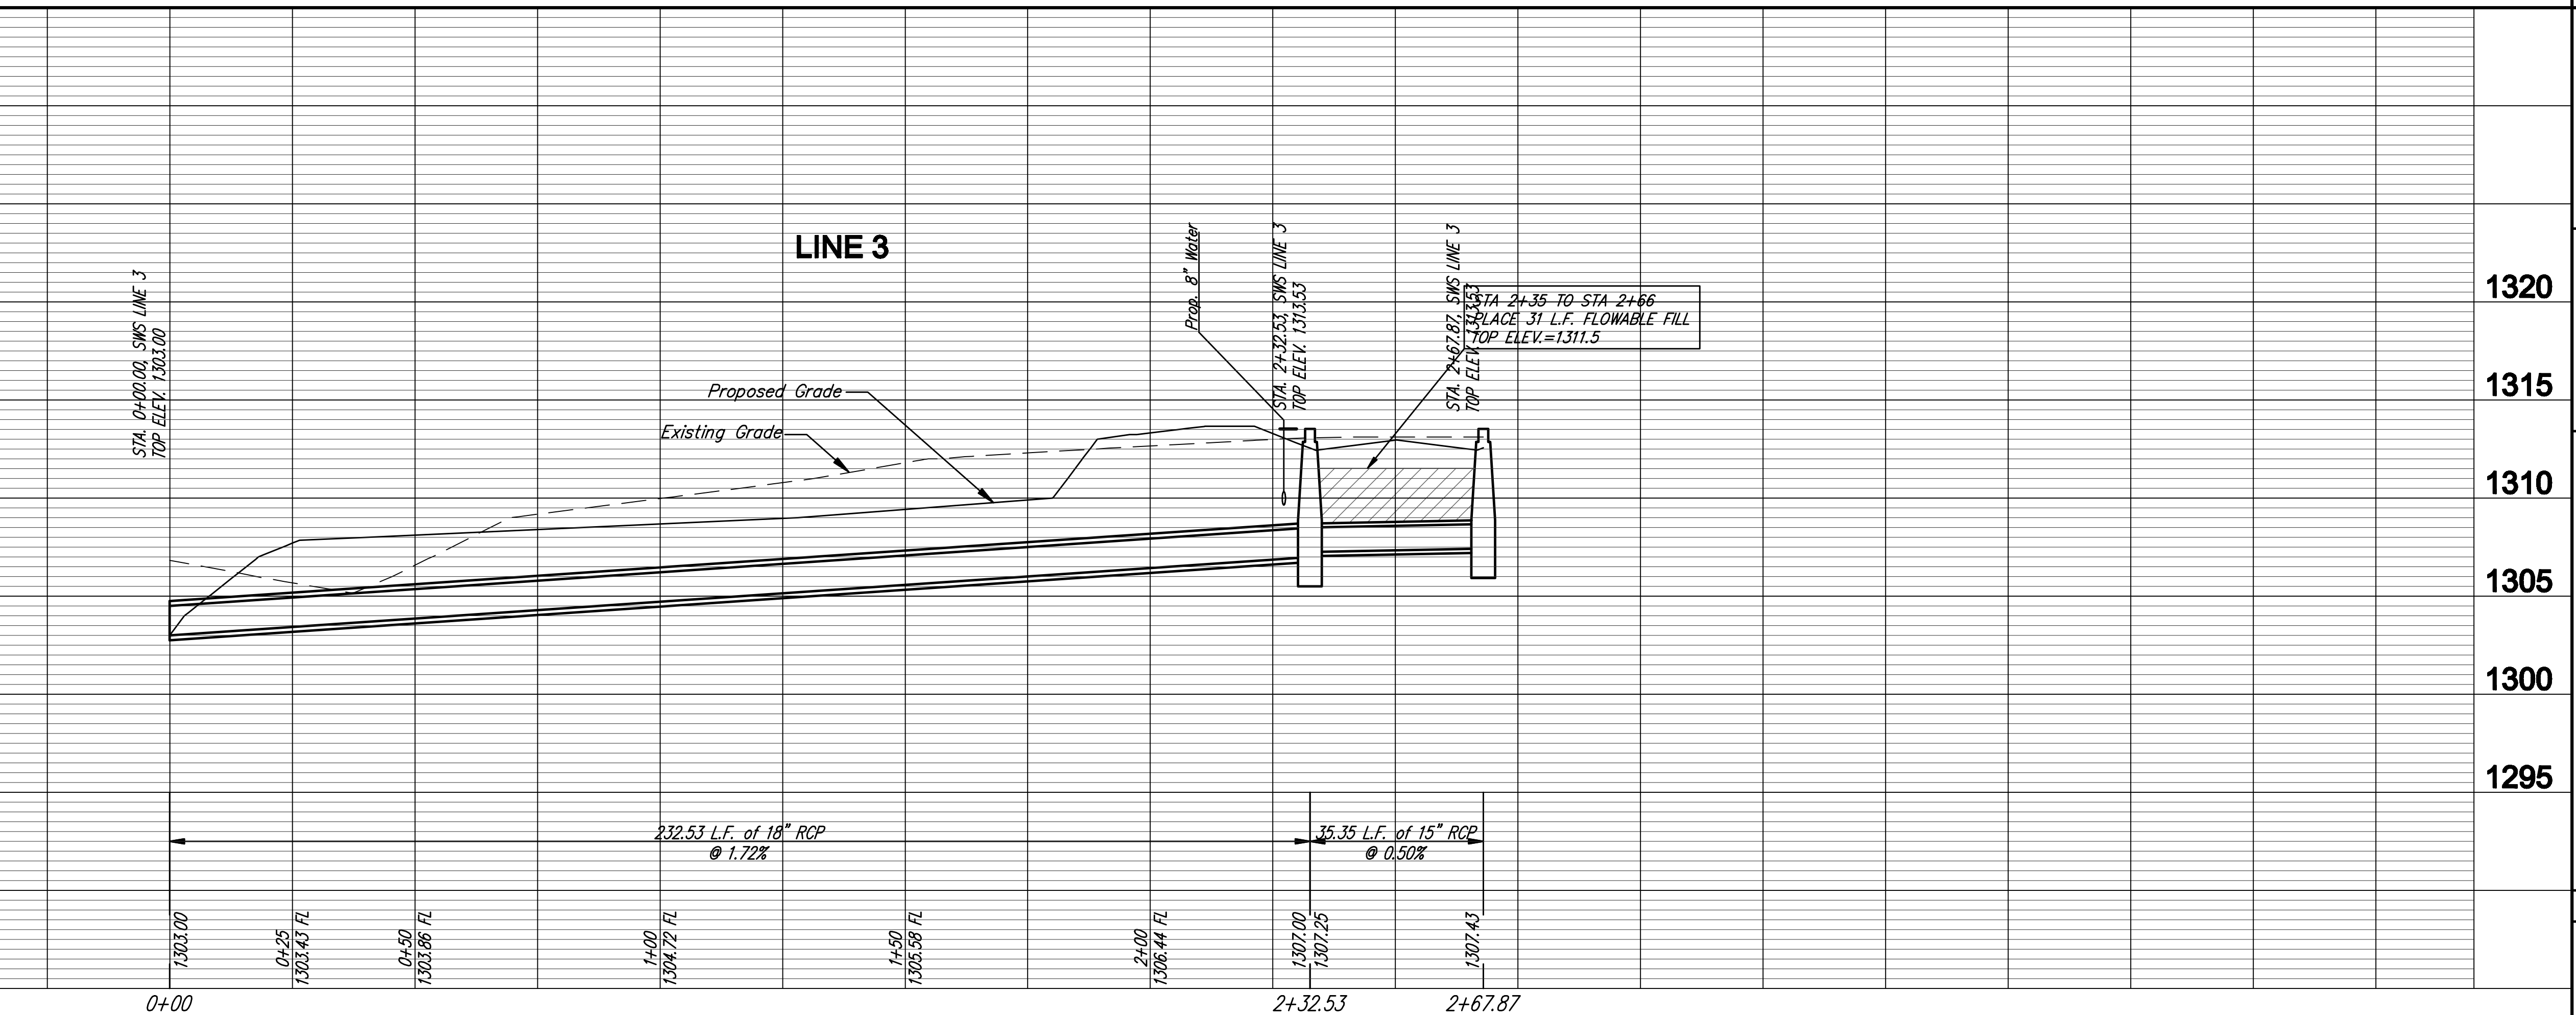 LINE 3
STA. 0+00.00, SWS LINE 3
TOP ELEV. 1303.00
Proposed Grade
Existing Grade
Prop. 8" Water
STA. 2+32.53, SWS LINE 3
TOP ELEV. 1313.53
STA. 2+67.87, SWS LINE 3
TOP ELEV. 1313.53
STA 2+35 TO STA 2+66
PLACE 31 L.F. FLOWABLE FILL
TOP ELEV.=1311.5
1320
1315
1310
1305
1300
1295
232.53 L.F. of 18" RCP
@ 1.72%
35.35 L.F. of 15" RCP
@ 0.50%
1303.00
0+25
1303.43 FL
0+50
1303.86 FL
1+00
1304.72 FL
1+50
1305.58 FL
2+00
1306.44 FL
1307.00
1307.25
1307.43
0+00
2+32.53
2+67.87